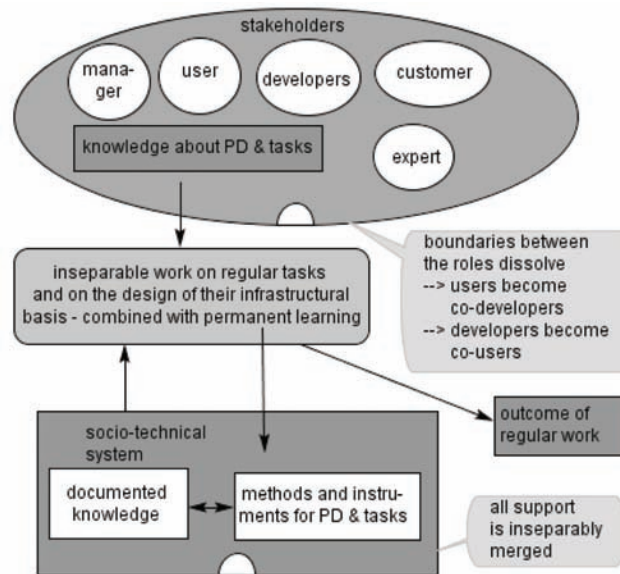 stakeholders
mana-
ger
user
developers
customer
knowledge about PD & tasks
expert
boundaries between
the roles dissolve
--> users become
co-developers
--> developers become
co-users
inseparable work on regular tasks
and on the design of their infrastructural
basis - combined with permanent learning
outcome of
regular work
socio-technical
system
documented
knowledge
methods and instru-
ments for PD & tasks
all support
is inseparably
merged